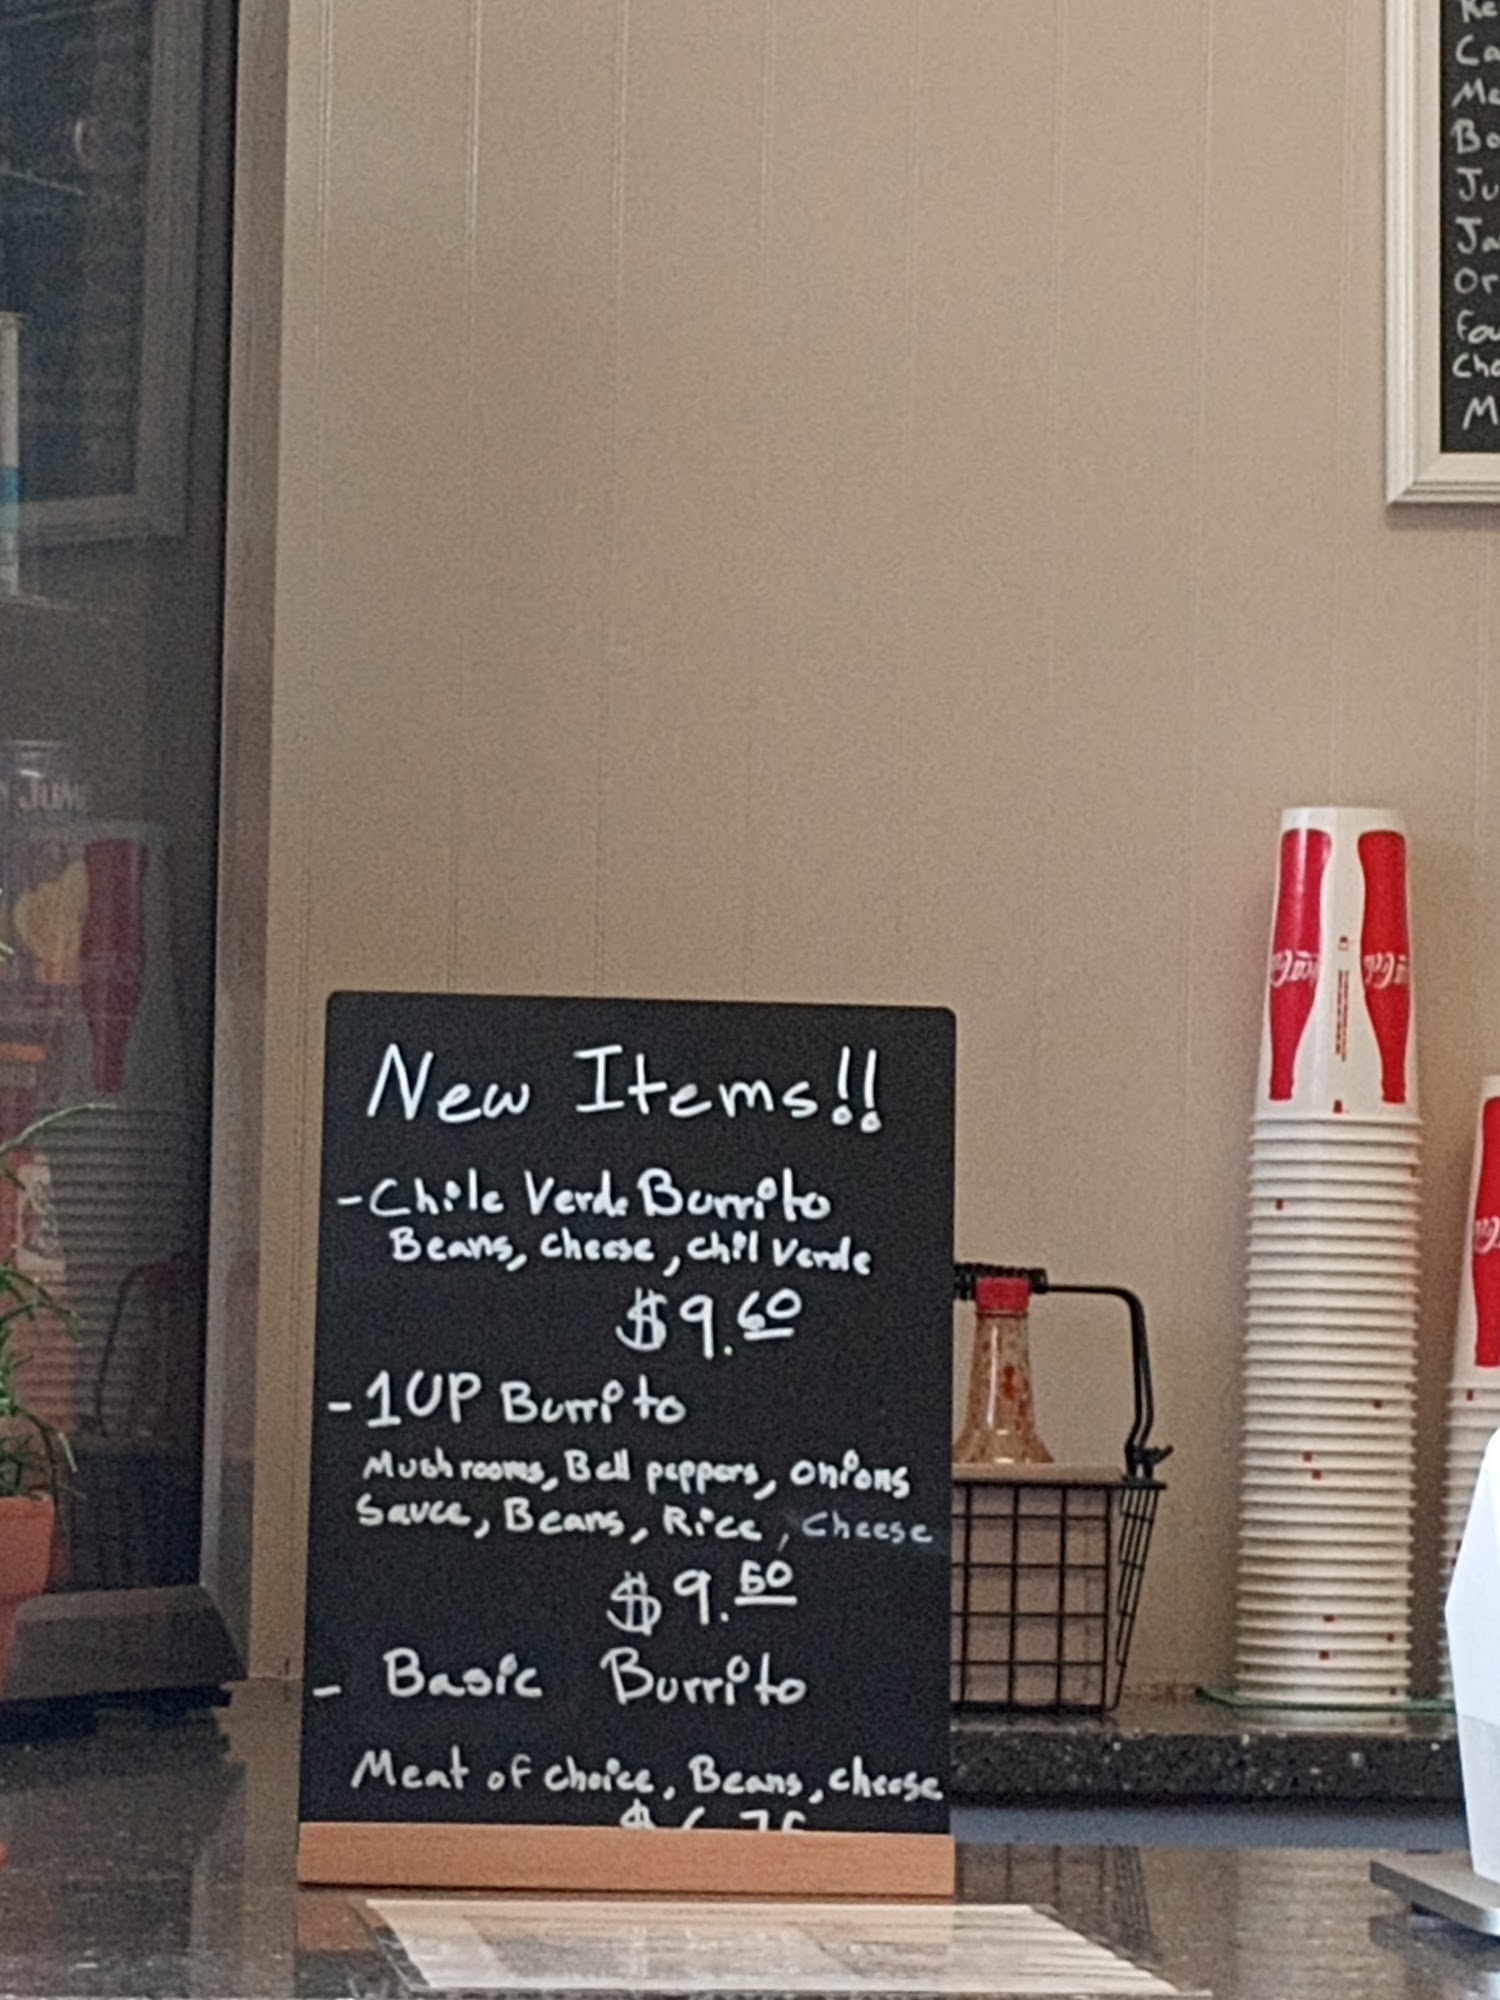 New Items!!
- Chile Verde Burrito
Beans, cheese, chil Verde
$9.60
- 1UP Burrito
Mushrooms, Bell peppers, onions
Sauce, Beans, Rice, Cheese
$9.50
- Basic Burrito
Meat of choice, Beans, cheese